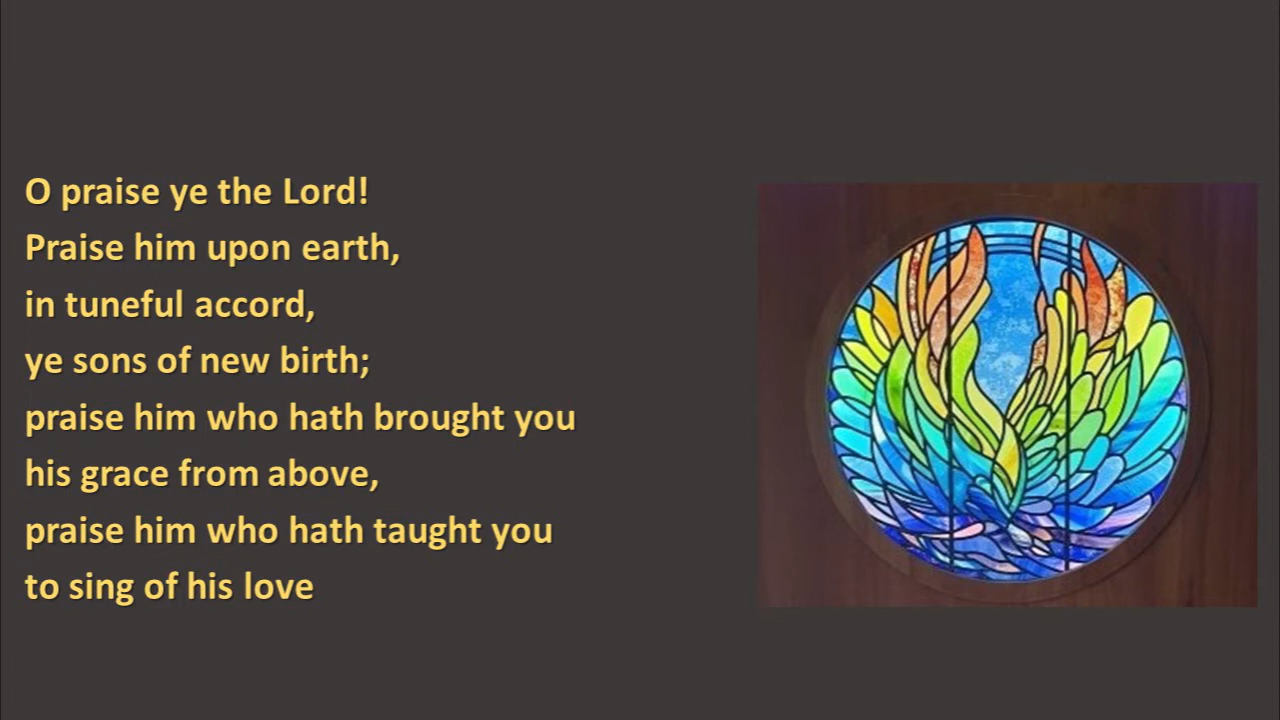 O praise ye the Lord!
Praise him upon earth,
in tuneful accord,
ye sons of new birth;
praise him who hath brought you
his grace from above,
praise him who hath taught you
to sing of his love